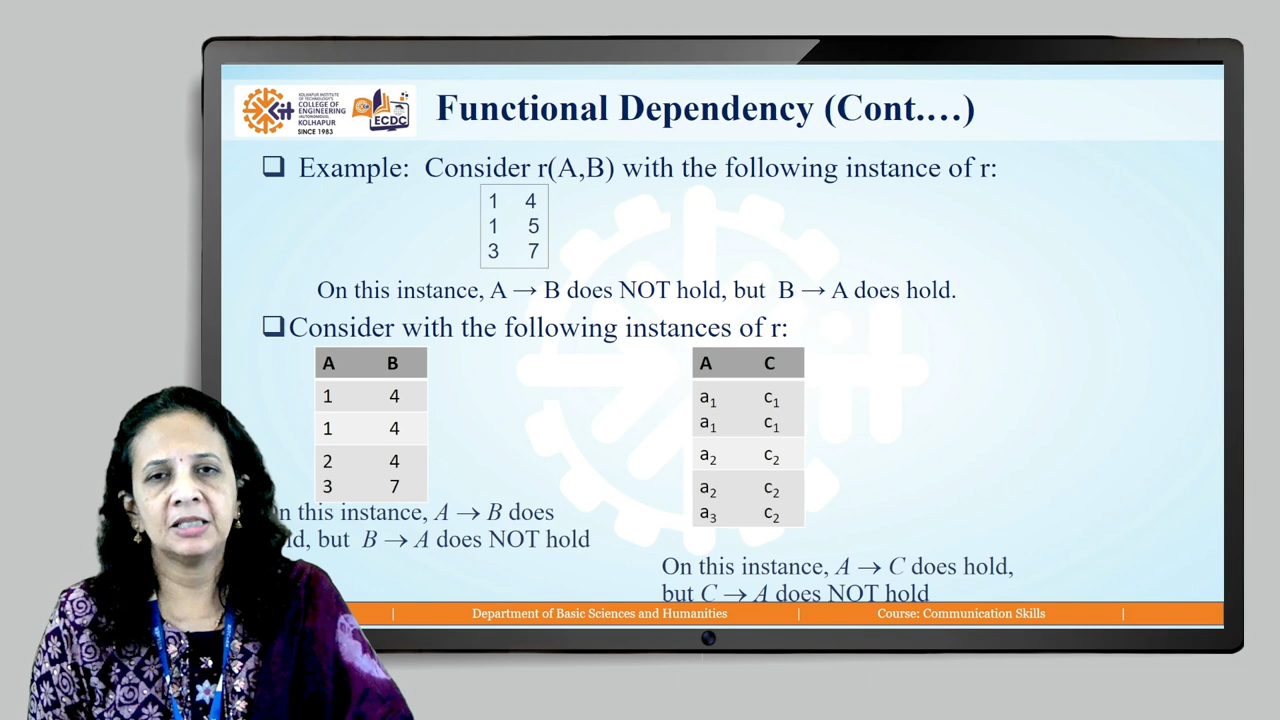 KOLHAPUR INSTITUTE
OF TECHNOLOGY'S
COLLEGE OF
ENGINEERING
(AUTONOMOUS),
KOLHAPUR
SINCE 1983
ECDC
Functional Dependency (Cont.…)
❑ Example: Consider r(A,B) with the following instance of r:
1 4
1 5
3 7
On this instance, A → B does NOT hold, but B → A does hold.
❑ Consider with the following instances of r:
A B
1 4
1 4
2 4
3 7
n this instance, A → B does
ld, but B → A does NOT hold
A C
a₁ c₁
a₁ c₁
a₂ c₂
a₂ c₂
a₃ c₂
On this instance, A → C does hold,
but C → A does NOT hold
| Department of Basic Sciences and Humanities | Course: Communication Skills |